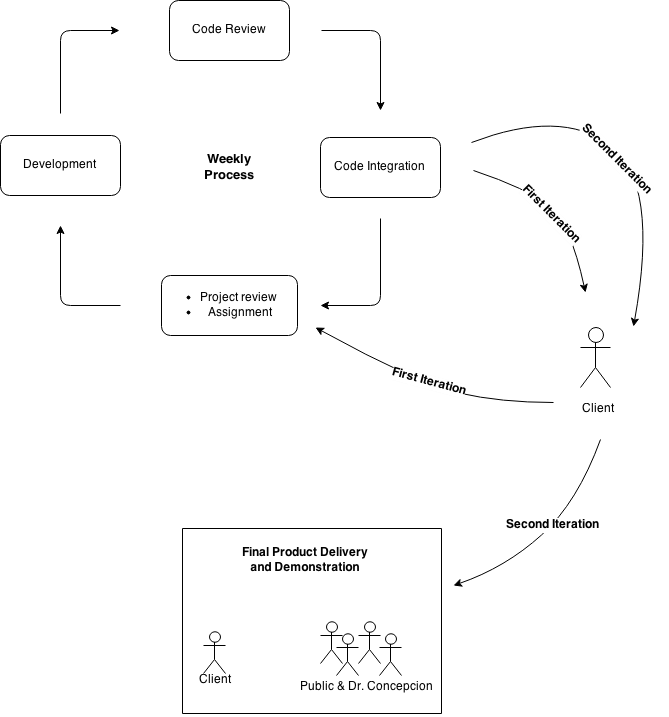 Code Review
Development
Weekly
Process
Code Integration
Second Iteration
First Iteration
• Project review
• Assignment
First Iteration
Client
Second Iteration
Final Product Delivery
and Demonstration
Client
Public & Dr. Concepcion